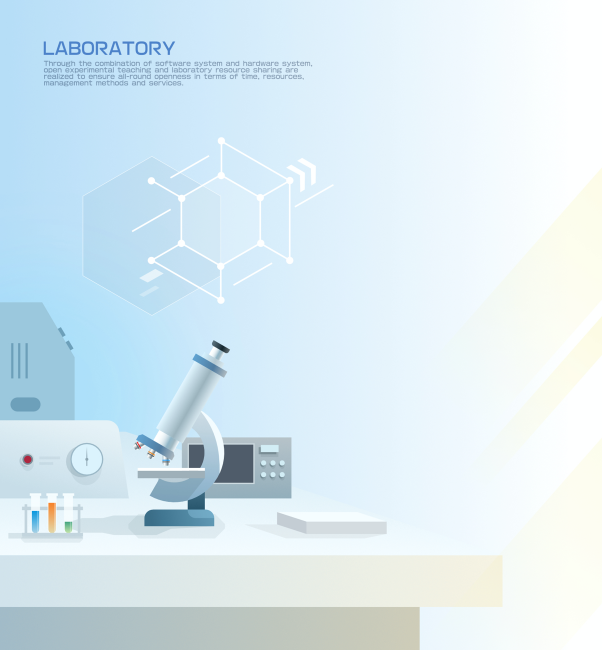 LABORATORY
Through the combination of software system and hardware system,
open experimental teaching and laboratory resource sharing are
realized to ensure all-round openness in terms of time, resources,
management methods and services.